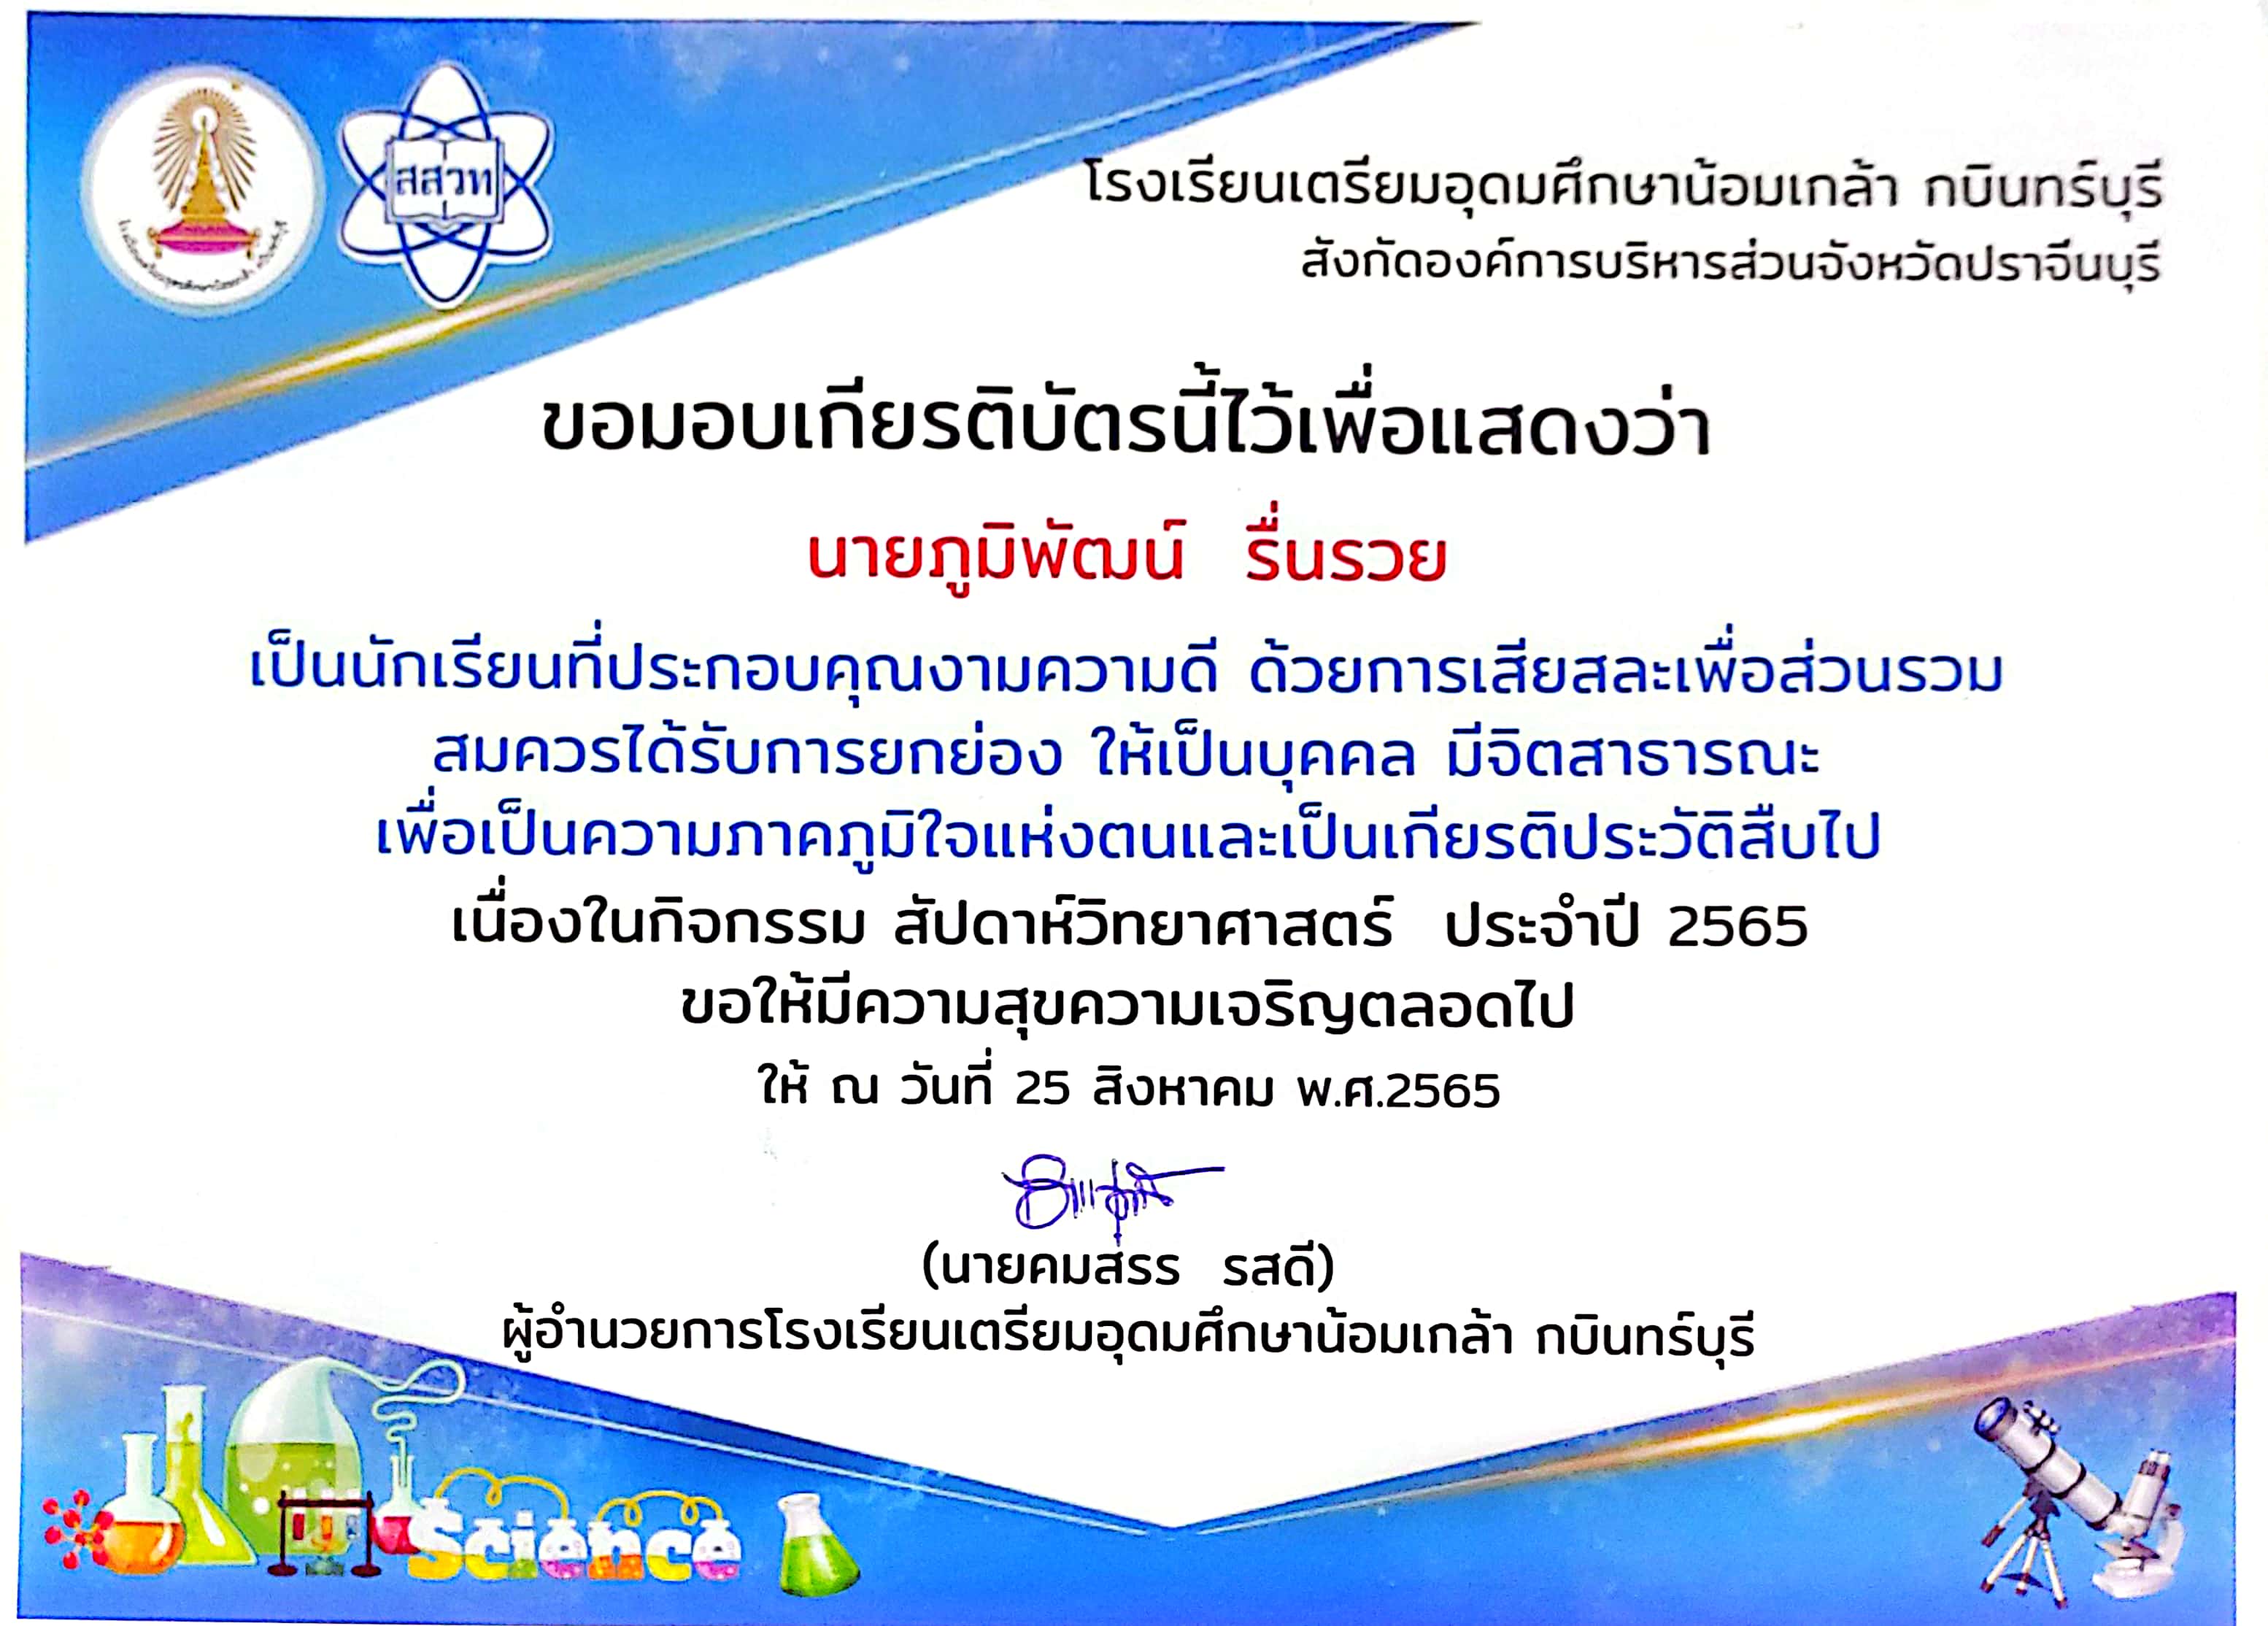 สสวท
โรงเรียนเตรียมอุดมศึกษาน้อมเกล้า กบินทร์บุรี
สังกัดองค์การบริหารส่วนจังหวัดปราจีนบุรี
ขอมอบเกียรติบัตรนี้ไว้เพื่อแสดงว่า
นายภูมิพัฒน์ รื่นรวย
เป็นนักเรียนที่ประกอบคุณงามความดี ด้วยการเสียสละเพื่อส่วนรวม
สมควรได้รับการยกย่อง ให้เป็นบุคคล มีจิตสาธารณะ
เพื่อเป็นความภาคภูมิใจแห่งตนและเป็นเกียรติประวัติสืบไป
เนื่องในกิจกรรม สัปดาห์วิทยาศาสตร์ ประจำปี 2565
ขอให้มีความสุขความเจริญตลอดไป
ให้ ณ วันที่ 25 สิงหาคม พ.ศ.2565
(นายคมสรร รสดี)
ผู้อำนวยการโรงเรียนเตรียมอุดมศึกษาน้อมเกล้า กบินทร์บุรี
Science